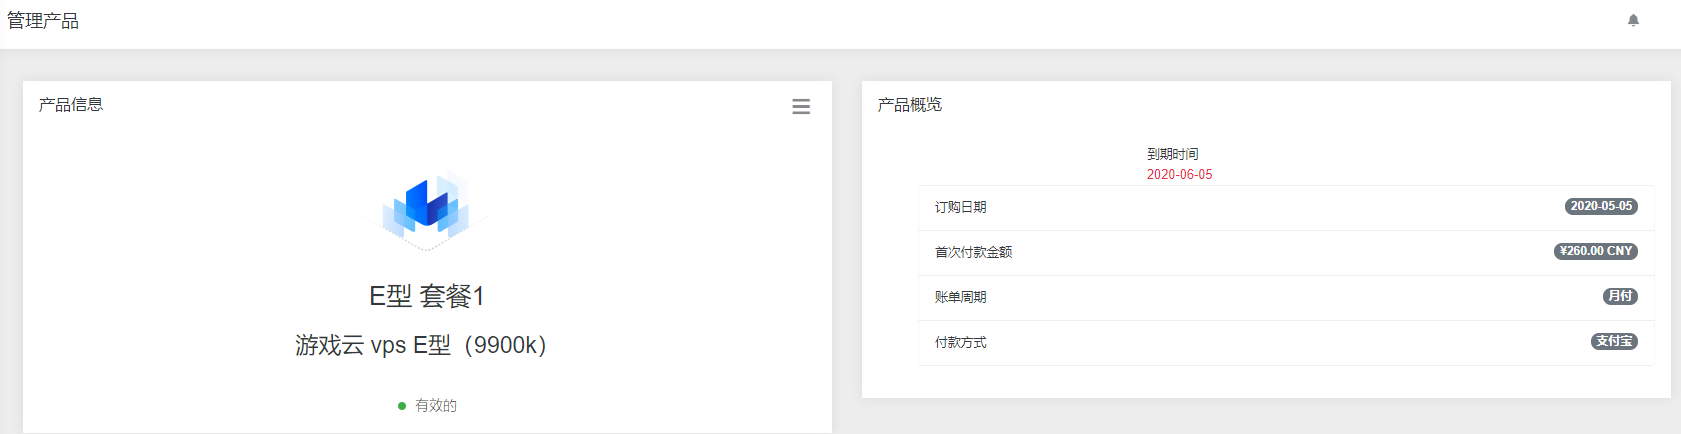 管理产品
产品信息
E型 套餐1
游戏云 vps E型（9900k）
有效的
产品概览
到期时间
2020-06-05
订购日期 2020-05-05
首次付款金额 ¥260.00 CNY
账单周期 月付
付款方式 支付宝